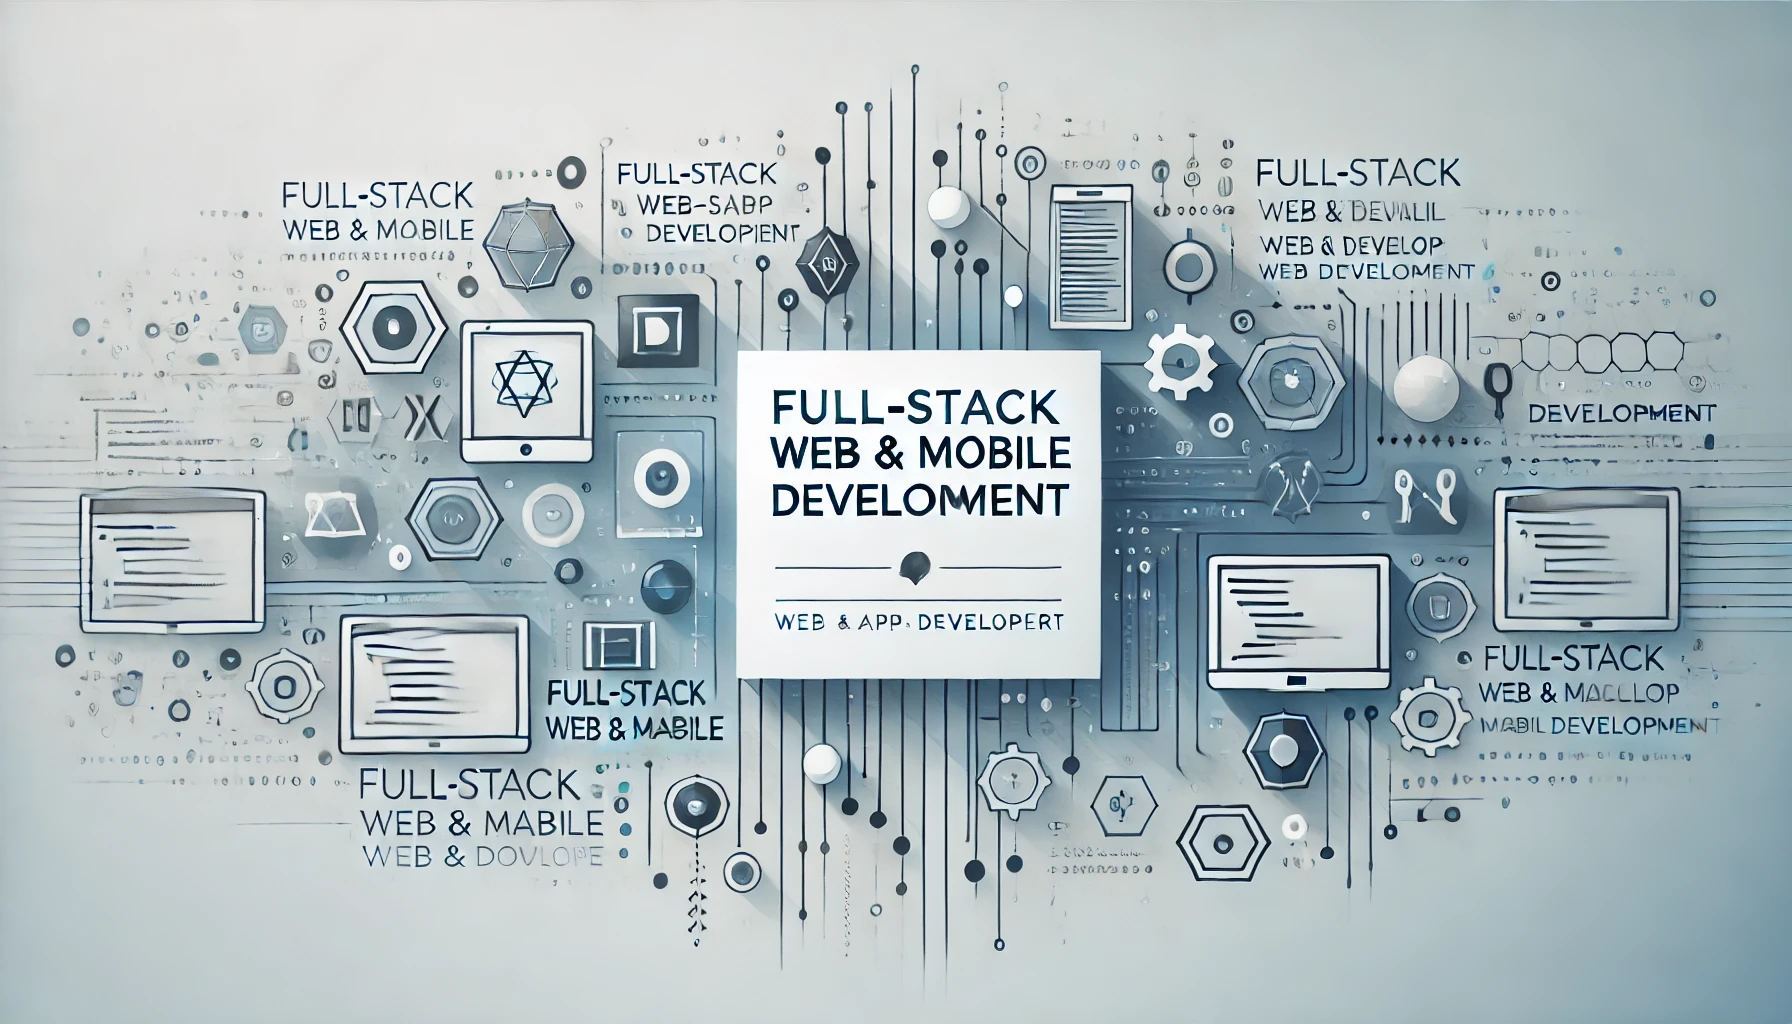 FULL-STACK
WEB & MOBILE
FULL-STACK
WEB-SABP
DEVELOPIENT
FULL-STACK
WEB & DEVALIL
WEB & DEVELOP
WEB DEVELOMENT
D
DEVELOPMENT
FULL-STACK
WEB & MOBILE
DEVELOMENT
WEB & APP. DEVELOPERT
FULL-STACK
WEB & MABILE
FULL-STACK
WEB & MABILE
WEB & DOVLOPE
FULL-STACK
WEB & MACLLOP
MABIL DEVELOPMENT